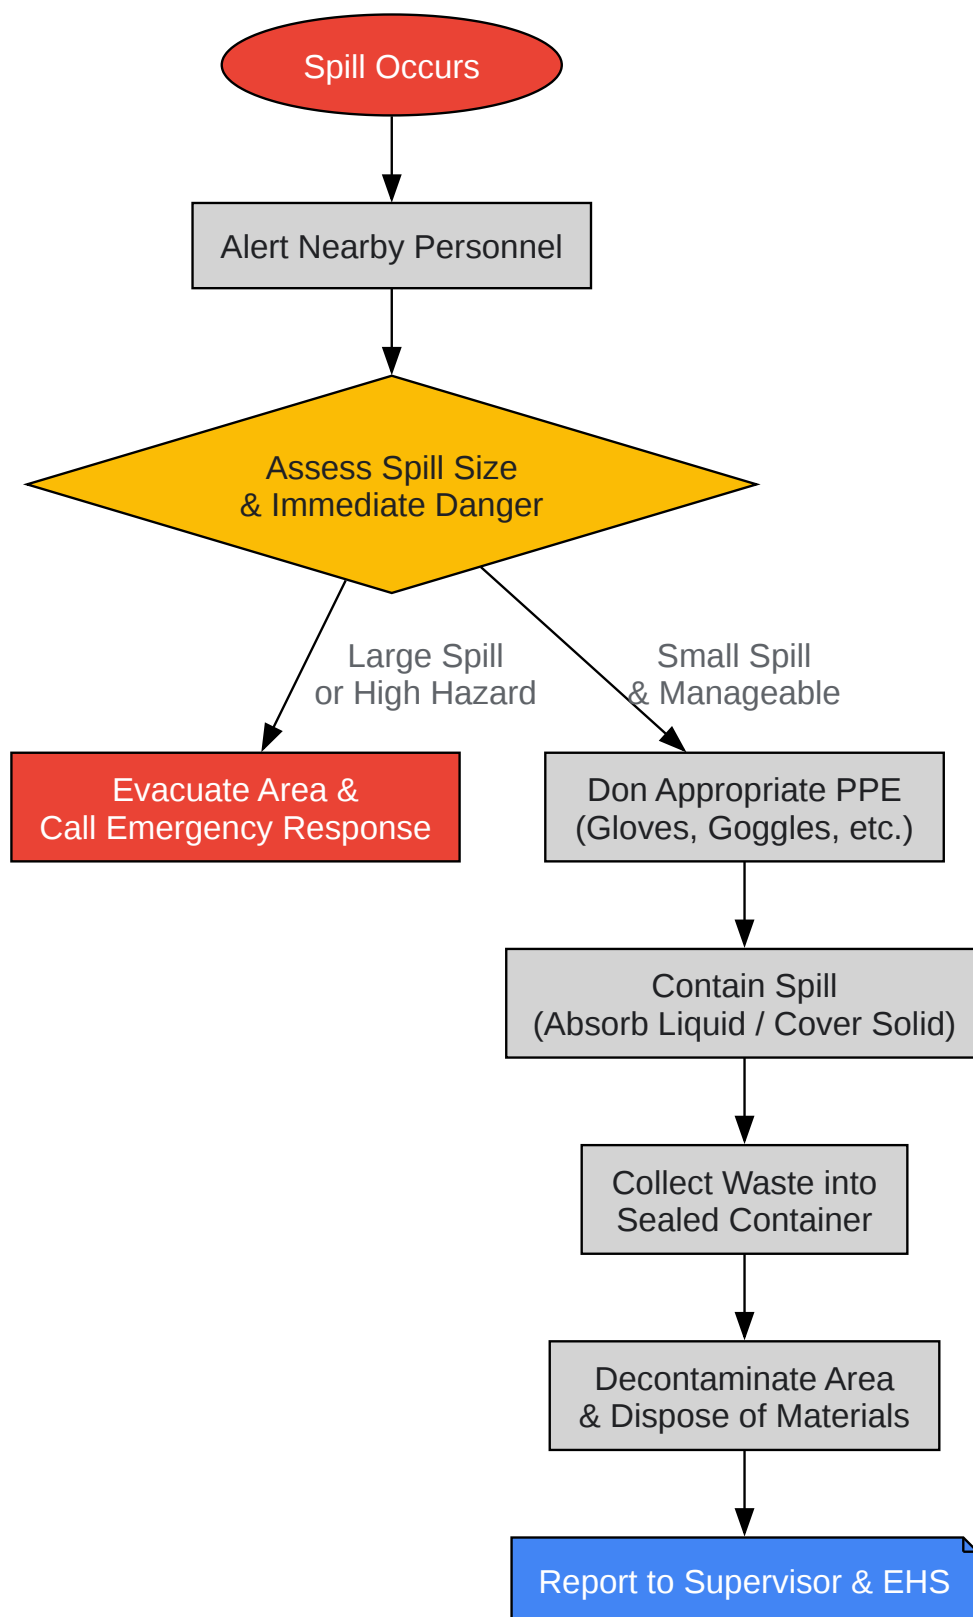 Spill Occurs
Alert Nearby Personnel
Assess Spill Size
& Immediate Danger
Large Spill
or High Hazard
Small Spill
& Manageable
Evacuate Area &
Call Emergency Response
Don Appropriate PPE
(Gloves, Goggles, etc.)
Contain Spill
(Absorb Liquid / Cover Solid)
Collect Waste into
Sealed Container
Decontaminate Area
& Dispose of Materials
Report to Supervisor & EHS